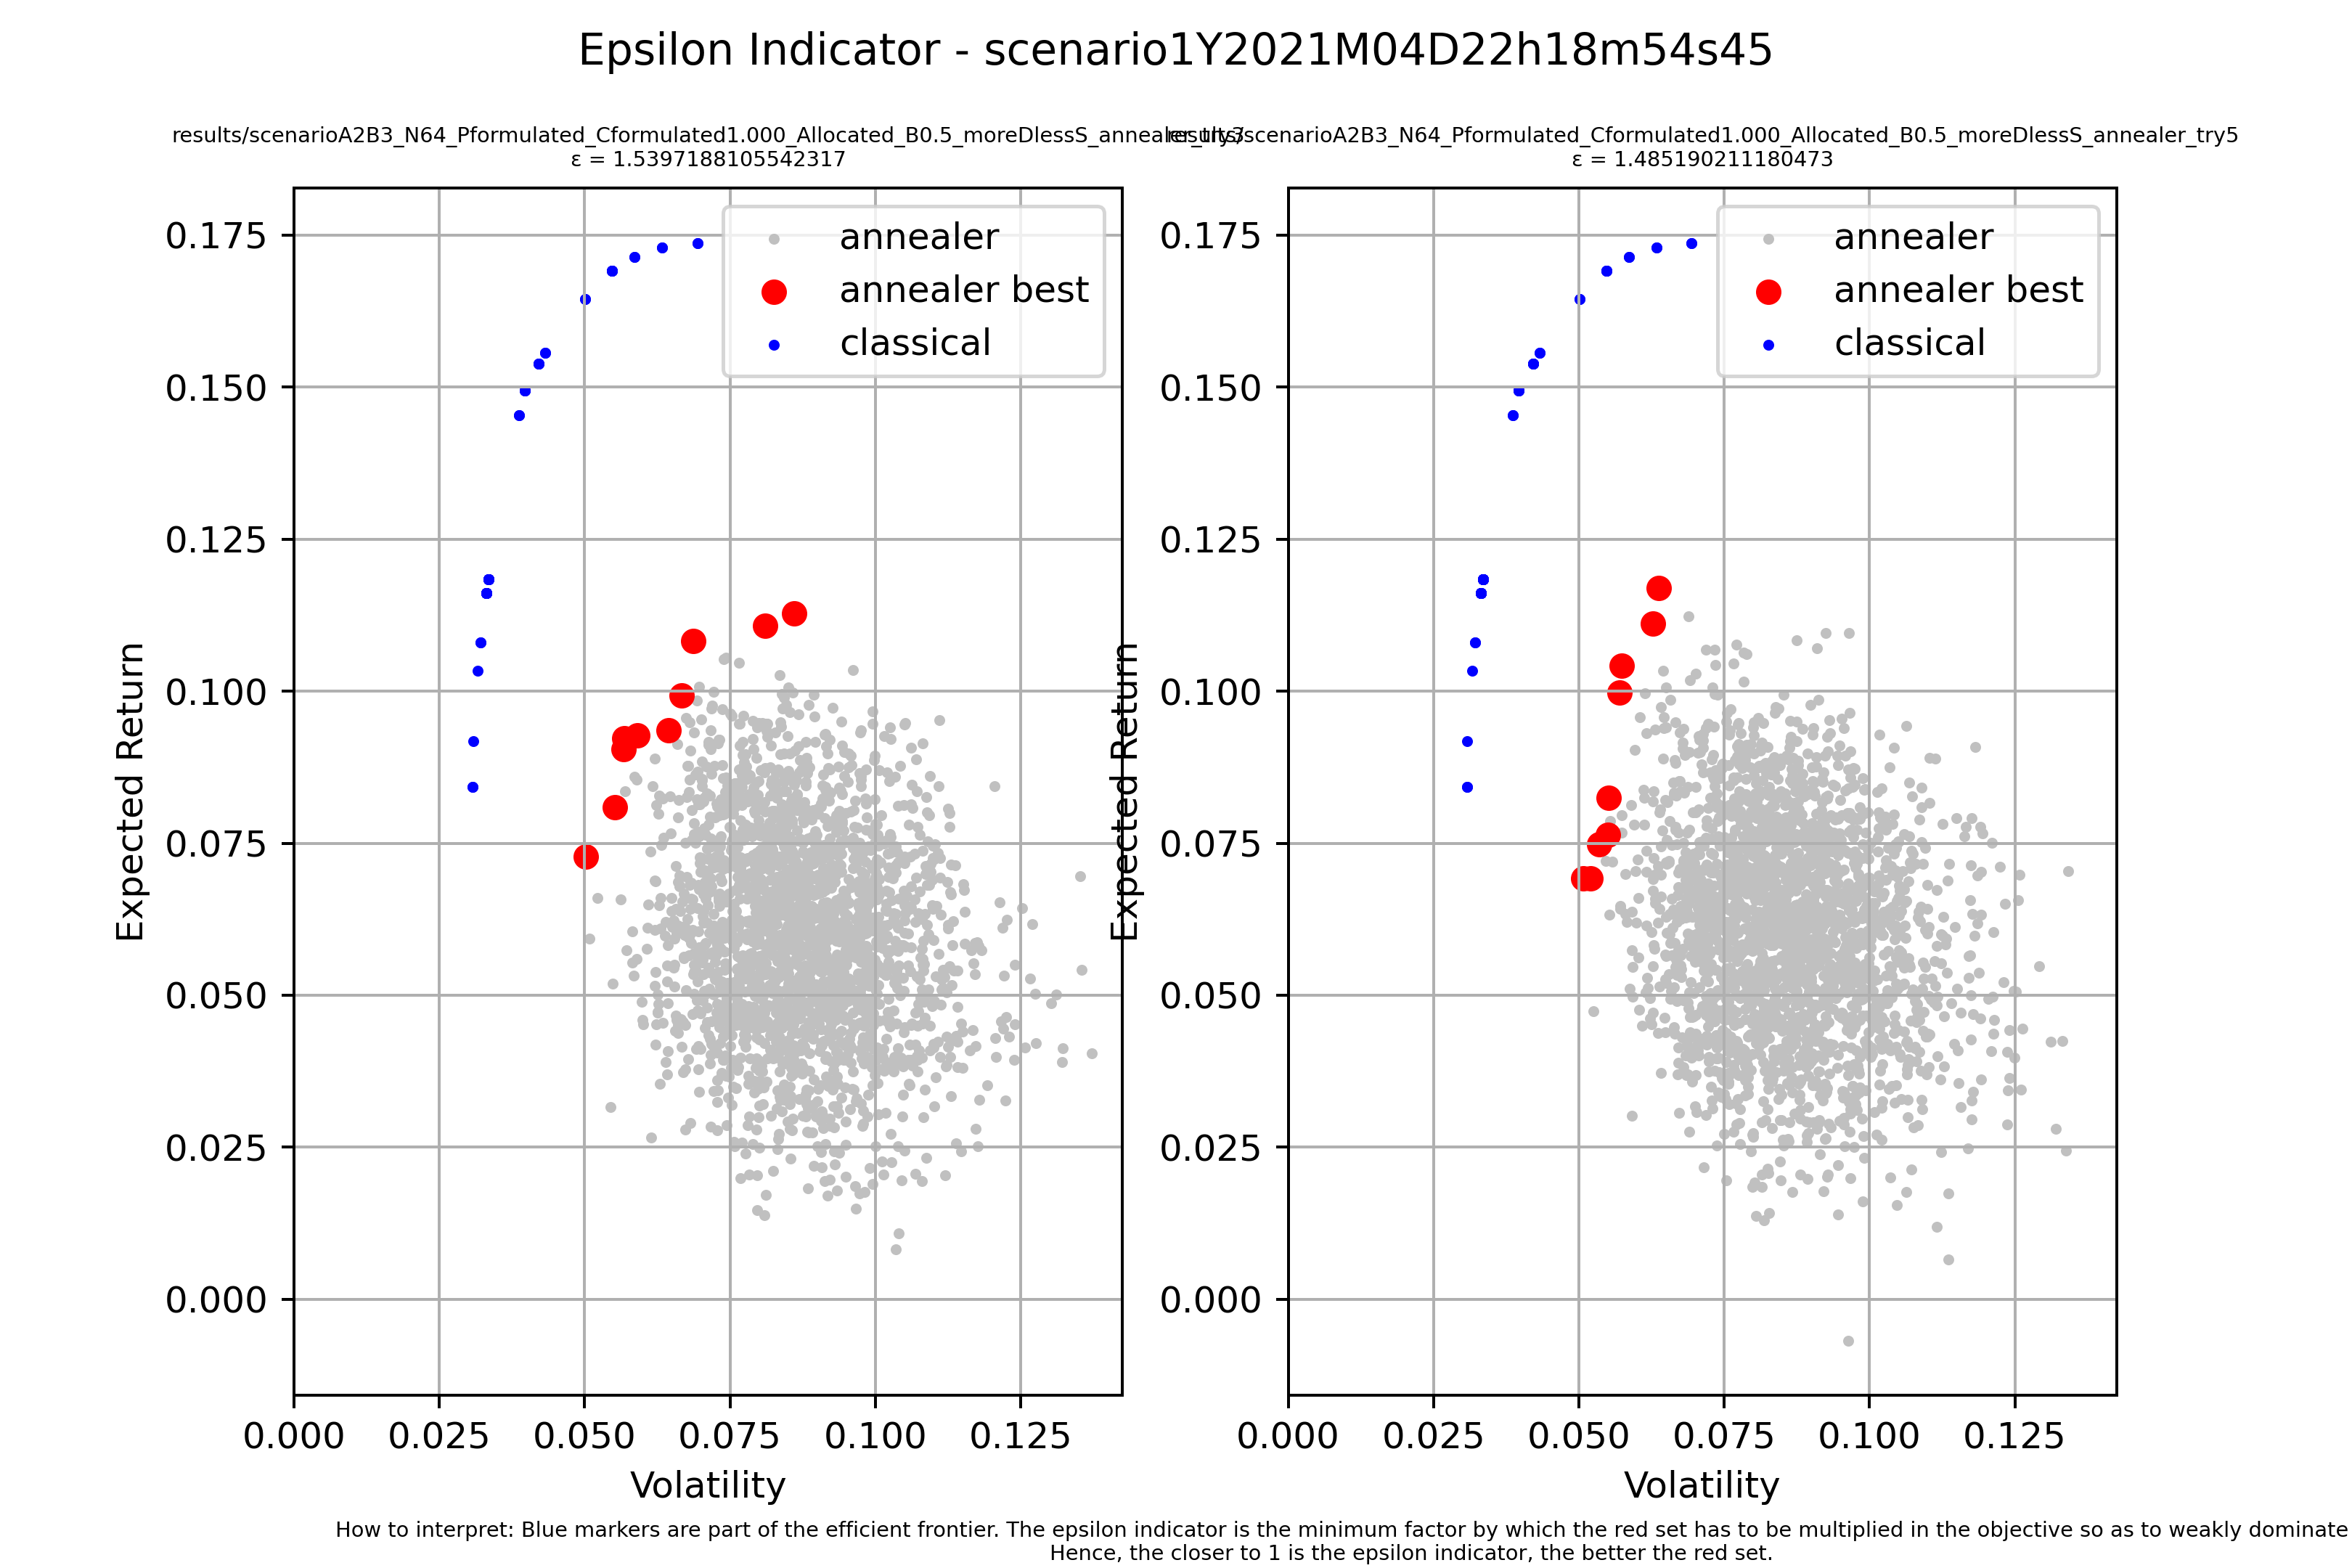 Epsilon Indicator - scenario1Y2021M04D22h18m54s45
results/scenarioA2B3_N64_Pformulated_Cformulated1.000_Allocated_B0.5_moreDlessS_annealer_try3
ε = 1.5397188105542317
results/scenarioA2B3_N64_Pformulated_Cformulated1.000_Allocated_B0.5_moreDlessS_annealer_try5
ε = 1.485190211180473
annealer
annealer best
classical
0.175
0.150
0.125
0.100
0.075
0.050
0.025
0.000
Expected Return
0.000 0.025 0.050 0.075 0.100 0.125
Volatility
annealer
annealer best
classical
0.175
0.150
0.125
0.100
0.075
0.050
0.025
0.000
Expected Return
0.000 0.025 0.050 0.075 0.100 0.125
Volatility
How to interpret: Blue markers are part of the efficient frontier. The epsilon indicator is the minimum factor by which the red set has to be multiplied in the objective so as to weakly dominate
Hence, the closer to 1 is the epsilon indicator, the better the red set.